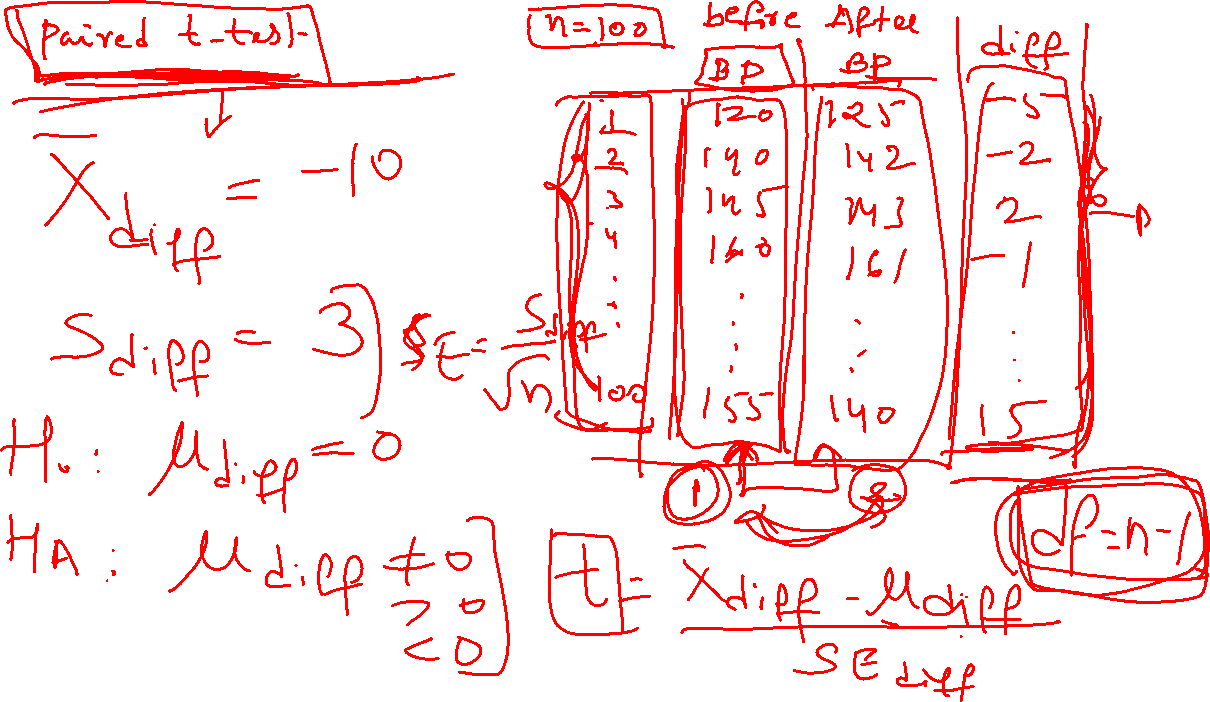 paired t-test
n=100
before After
BP BP diff
1 120 125 -5
2 140 142 -2
3 145 143 2
4 160 161 -1
. . . .
. . . .
100 155 140 15
① ②
X̄diff = -10
Sdiff = 3
SE = Sdiff/√n
H₀: μdiff = 0
HA: μdiff ≠ 0
> 0
< 0
t = X̄diff - μdiff
SEdiff
df = n-1